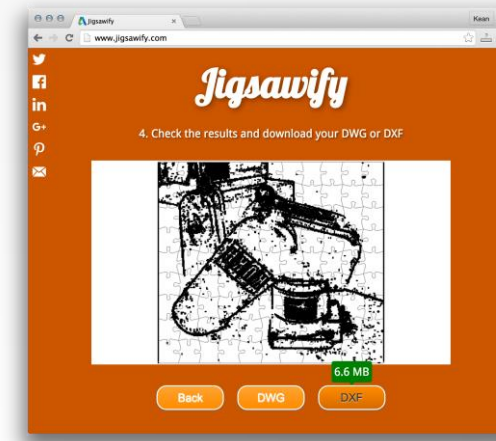 Jigsawify
Kean
www.jigsawify.com
in
G+
Jigsawify
4. Check the results and download your DWG or DXF
6.6 MB
Back
DWG
DXF